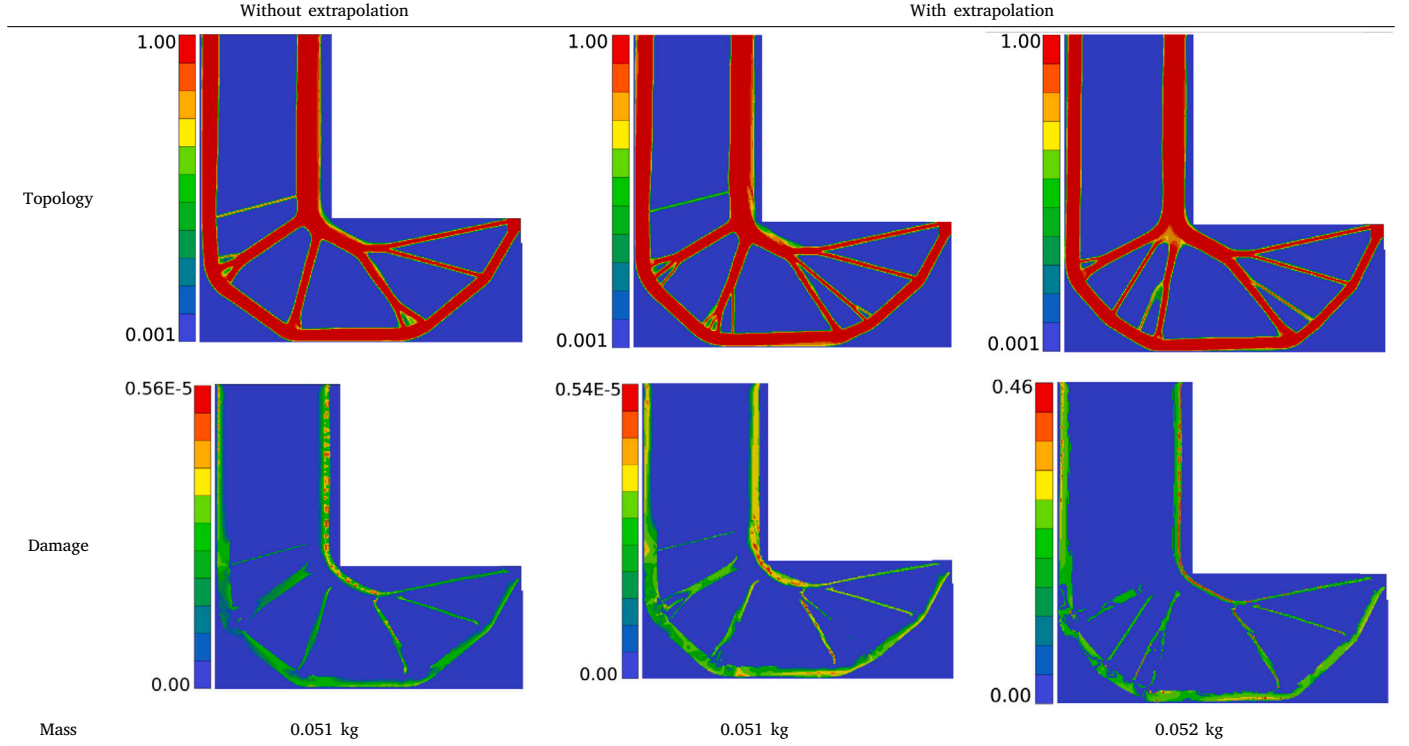 Without extrapolation With extrapolation
1.00 1.00 1.00
Topology
0.001 0.001 0.001
0.56E-5 0.54E-5 0.46
Damage
0.00 0.00 0.00
Mass 0.051 kg 0.051 kg 0.052 kg